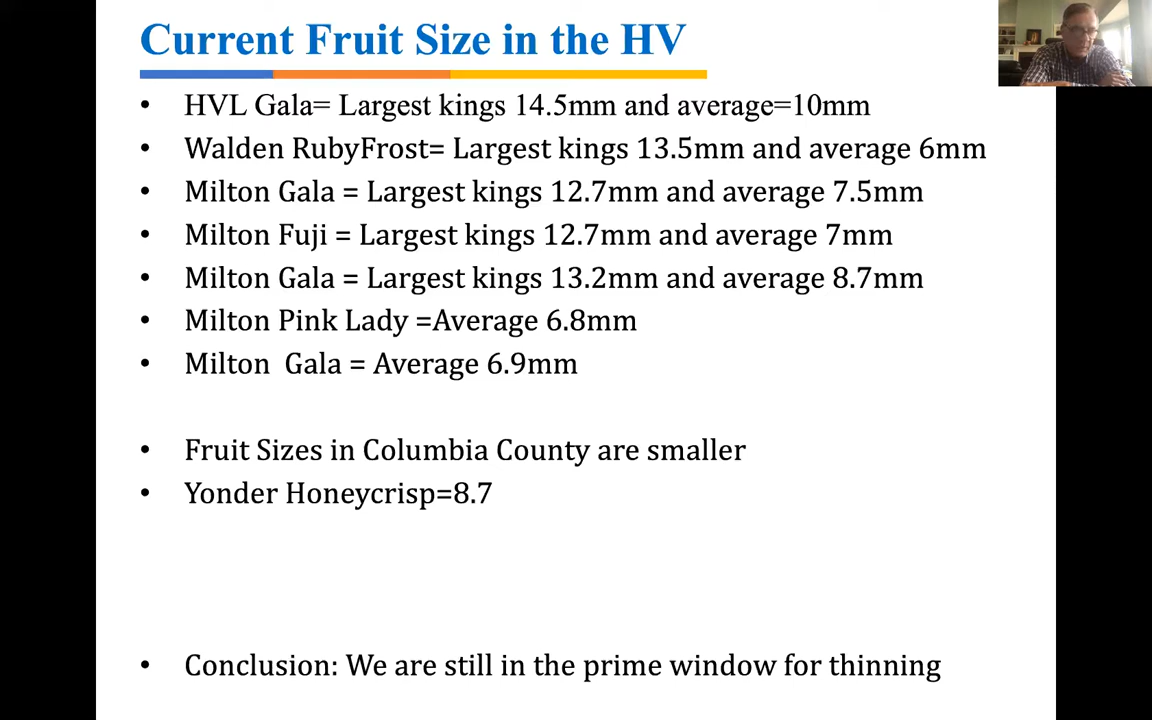 Current Fruit Size in the HV
• HVL Gala= Largest kings 14.5mm and average=10mm
• Walden RubyFrost= Largest kings 13.5mm and average 6mm
• Milton Gala = Largest kings 12.7mm and average 7.5mm
• Milton Fuji = Largest kings 12.7mm and average 7mm
• Milton Gala = Largest kings 13.2mm and average 8.7mm
• Milton Pink Lady =Average 6.8mm
• Milton  Gala = Average 6.9mm
• Fruit Sizes in Columbia County are smaller
• Yonder Honeycrisp=8.7
• Conclusion: We are still in the prime window for thinning